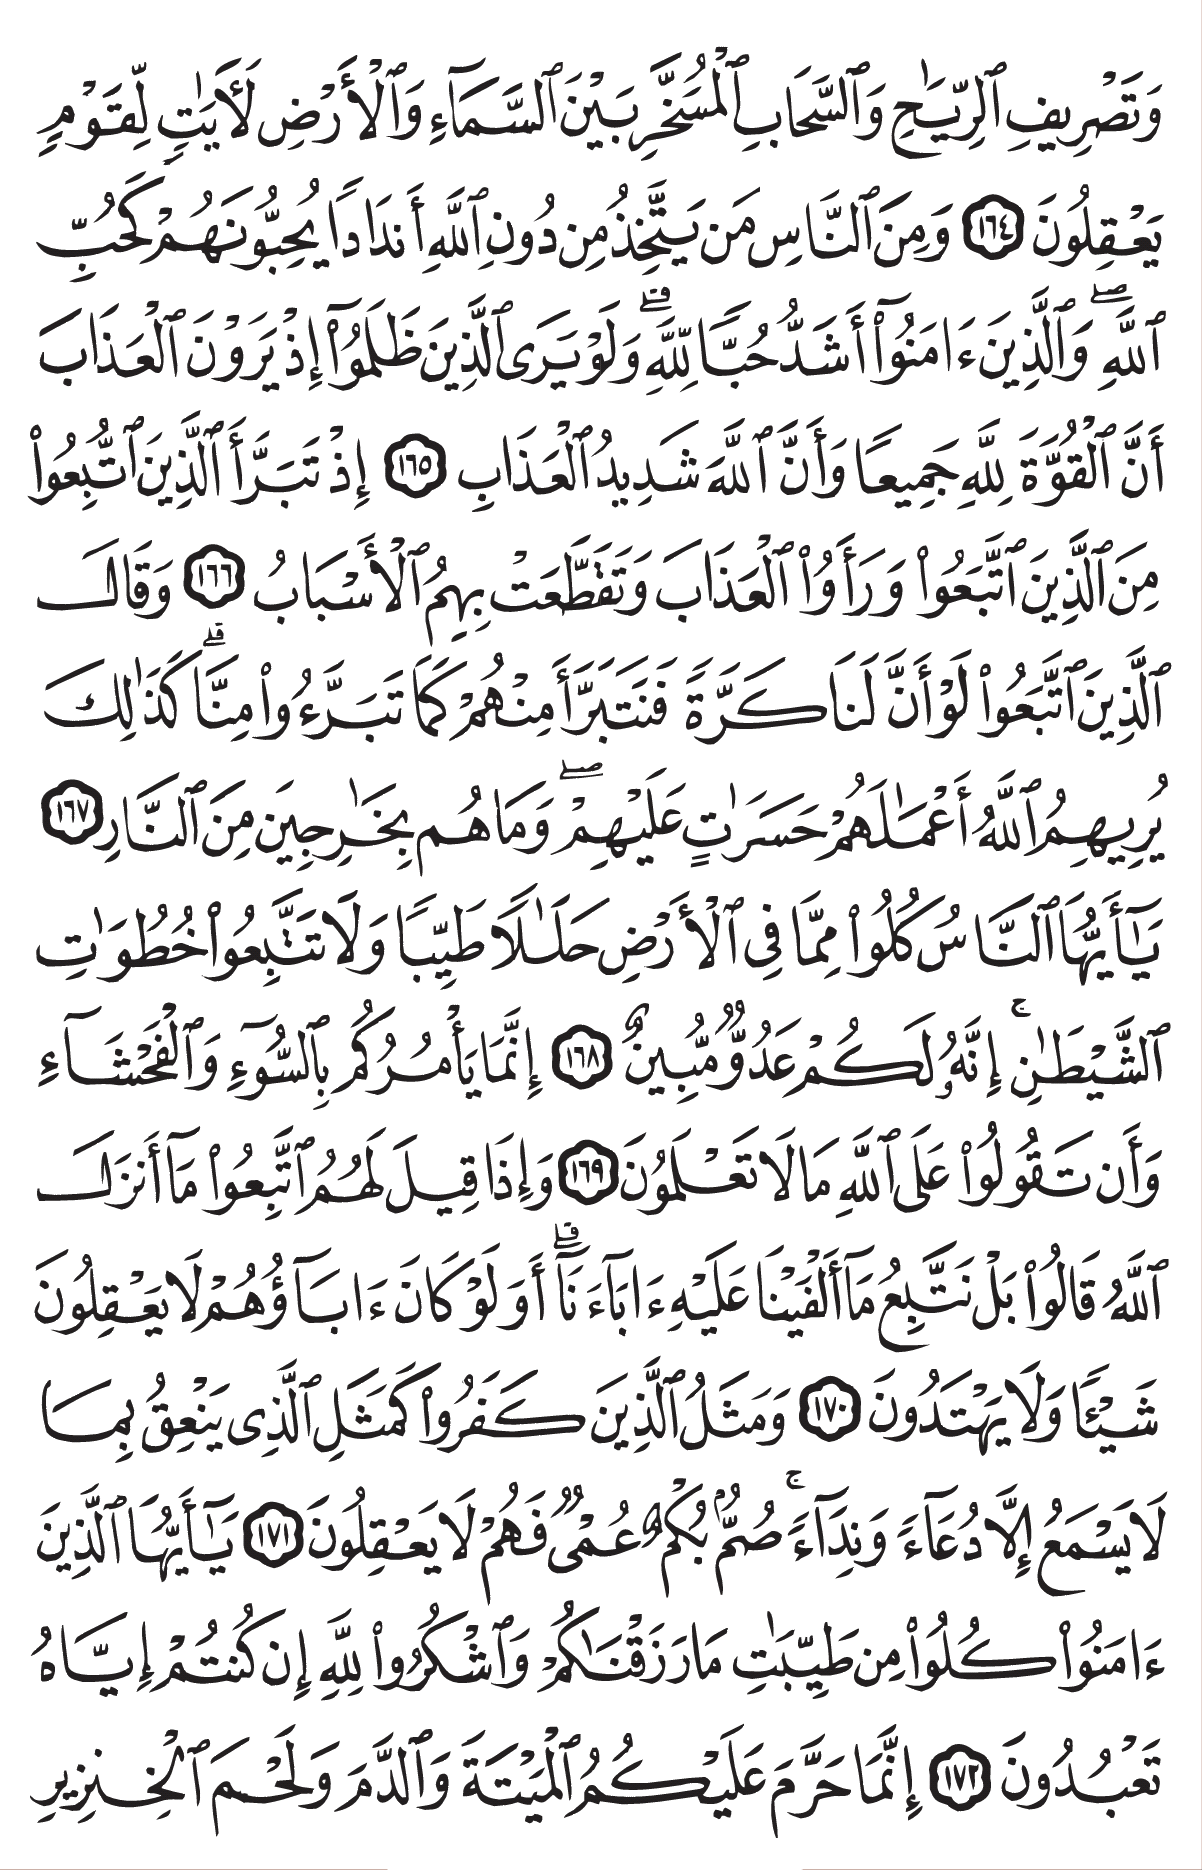 وَتَصْرِيفِ ٱلرِّيَٰحِ وَٱلسَّحَابِ ٱلْمُسَخَّرِ بَيْنَ ٱلسَّمَآءِ وَٱلْأَرْضِ لَأٓيَٰتٍ لِّقَوْمٍ
يَعْقِلُونَ ١٦٤ وَمِنَ ٱلنَّاسِ مَن يَتَّخِذُ مِن دُونِ ٱللَّهِ أَندَادًا يُحِبُّونَهُمْ كَحُبِّ
ٱللَّهِ ۖ وَٱلَّذِينَ ءَامَنُوٓا۟ أَشَدُّ حُبًّا لِّلَّهِ ۗ وَلَوْ يَرَى ٱلَّذِينَ ظَلَمُوٓا۟ إِذْ يَرَوْنَ ٱلْعَذَابَ
أَنَّ ٱلْقُوَّةَ لِلَّهِ جَمِيعًا وَأَنَّ ٱللَّهَ شَدِيدُ ٱلْعَذَابِ ١٦٥ إِذْ تَبَرَّأَ ٱلَّذِينَ ٱتُّبِعُوا۟
مِنَ ٱلَّذِينَ ٱتَّبَعُوا۟ وَرَأَوُا۟ ٱلْعَذَابَ وَتَقَطَّعَتْ بِهِمُ ٱلْأَسْبَابُ ١٦٦ وَقَالَ
ٱلَّذِينَ ٱتَّبَعُوا۟ لَوْ أَنَّ لَنَا كَرَّةً فَنَتَبَرَّأَ مِنْهُمْ كَمَا تَبَرَّءُوا۟ مِنَّا ۗ كَذَٰلِكَ
يُرِيهِمُ ٱللَّهُ أَعْمَٰلَهُمْ حَسَرَٰتٍ عَلَيْهِمْ ۖ وَمَا هُم بِخَٰرِجِينَ مِنَ ٱلنَّارِ ١٦٧
يَٰٓأَيُّهَا ٱلنَّاسُ كُلُوا۟ مِمَّا فِى ٱلْأَرْضِ حَلَٰلًا طَيِّبًا وَلَا تَتَّبِعُوا۟ خُطُوَٰتِ
ٱلشَّيْطَٰنِ ۚ إِنَّهُۥ لَكُمْ عَدُوٌّ مُّبِينٌ ١٦٨ إِنَّمَا يَأْمُرُكُم بِٱلسُّوٓءِ وَٱلْفَحْشَآءِ
وَأَن تَقُولُوا۟ عَلَى ٱللَّهِ مَا لَا تَعْلَمُونَ ١٦٩ وَإِذَا قِيلَ لَهُمُ ٱتَّبِعُوا۟ مَآ أَنزَلَ
ٱللَّهُ قَالُوا۟ بَلْ نَتَّبِعُ مَآ أَلْفَيْنَا عَلَيْهِ ءَابَآءَنَآ ۗ أَوَلَوْ كَانَ ءَابَآؤُهُمْ لَا يَعْقِلُونَ
شَيْـًٔا وَلَا يَهْتَدُونَ ١٧٠ وَمَثَلُ ٱلَّذِينَ كَفَرُوا۟ كَمَثَلِ ٱلَّذِى يَنْعِقُ بِمَا
لَا يَسْمَعُ إِلَّا دُعَآءً وَنِدَآءً ۚ صُمٌّۢ بُكْمٌ عُمْىٌ فَهُمْ لَا يَعْقِلُونَ ١٧١ يَٰٓأَيُّهَا ٱلَّذِينَ
ءَامَنُوا۟ كُلُوا۟ مِن طَيِّبَٰتِ مَا رَزَقْنَٰكُمْ وَٱشْكُرُوا۟ لِلَّهِ إِن كُنتُمْ إِيَّاهُ
تَعْبُدُونَ ١٧٢ إِنَّمَا حَرَّمَ عَلَيْكُمُ ٱلْمَيْتَةَ وَٱلدَّمَ وَلَحْمَ ٱلْخِنزِيرِ